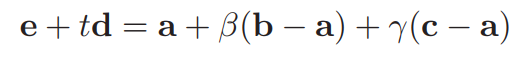 e + td = a + β(b − a) + γ(c − a)